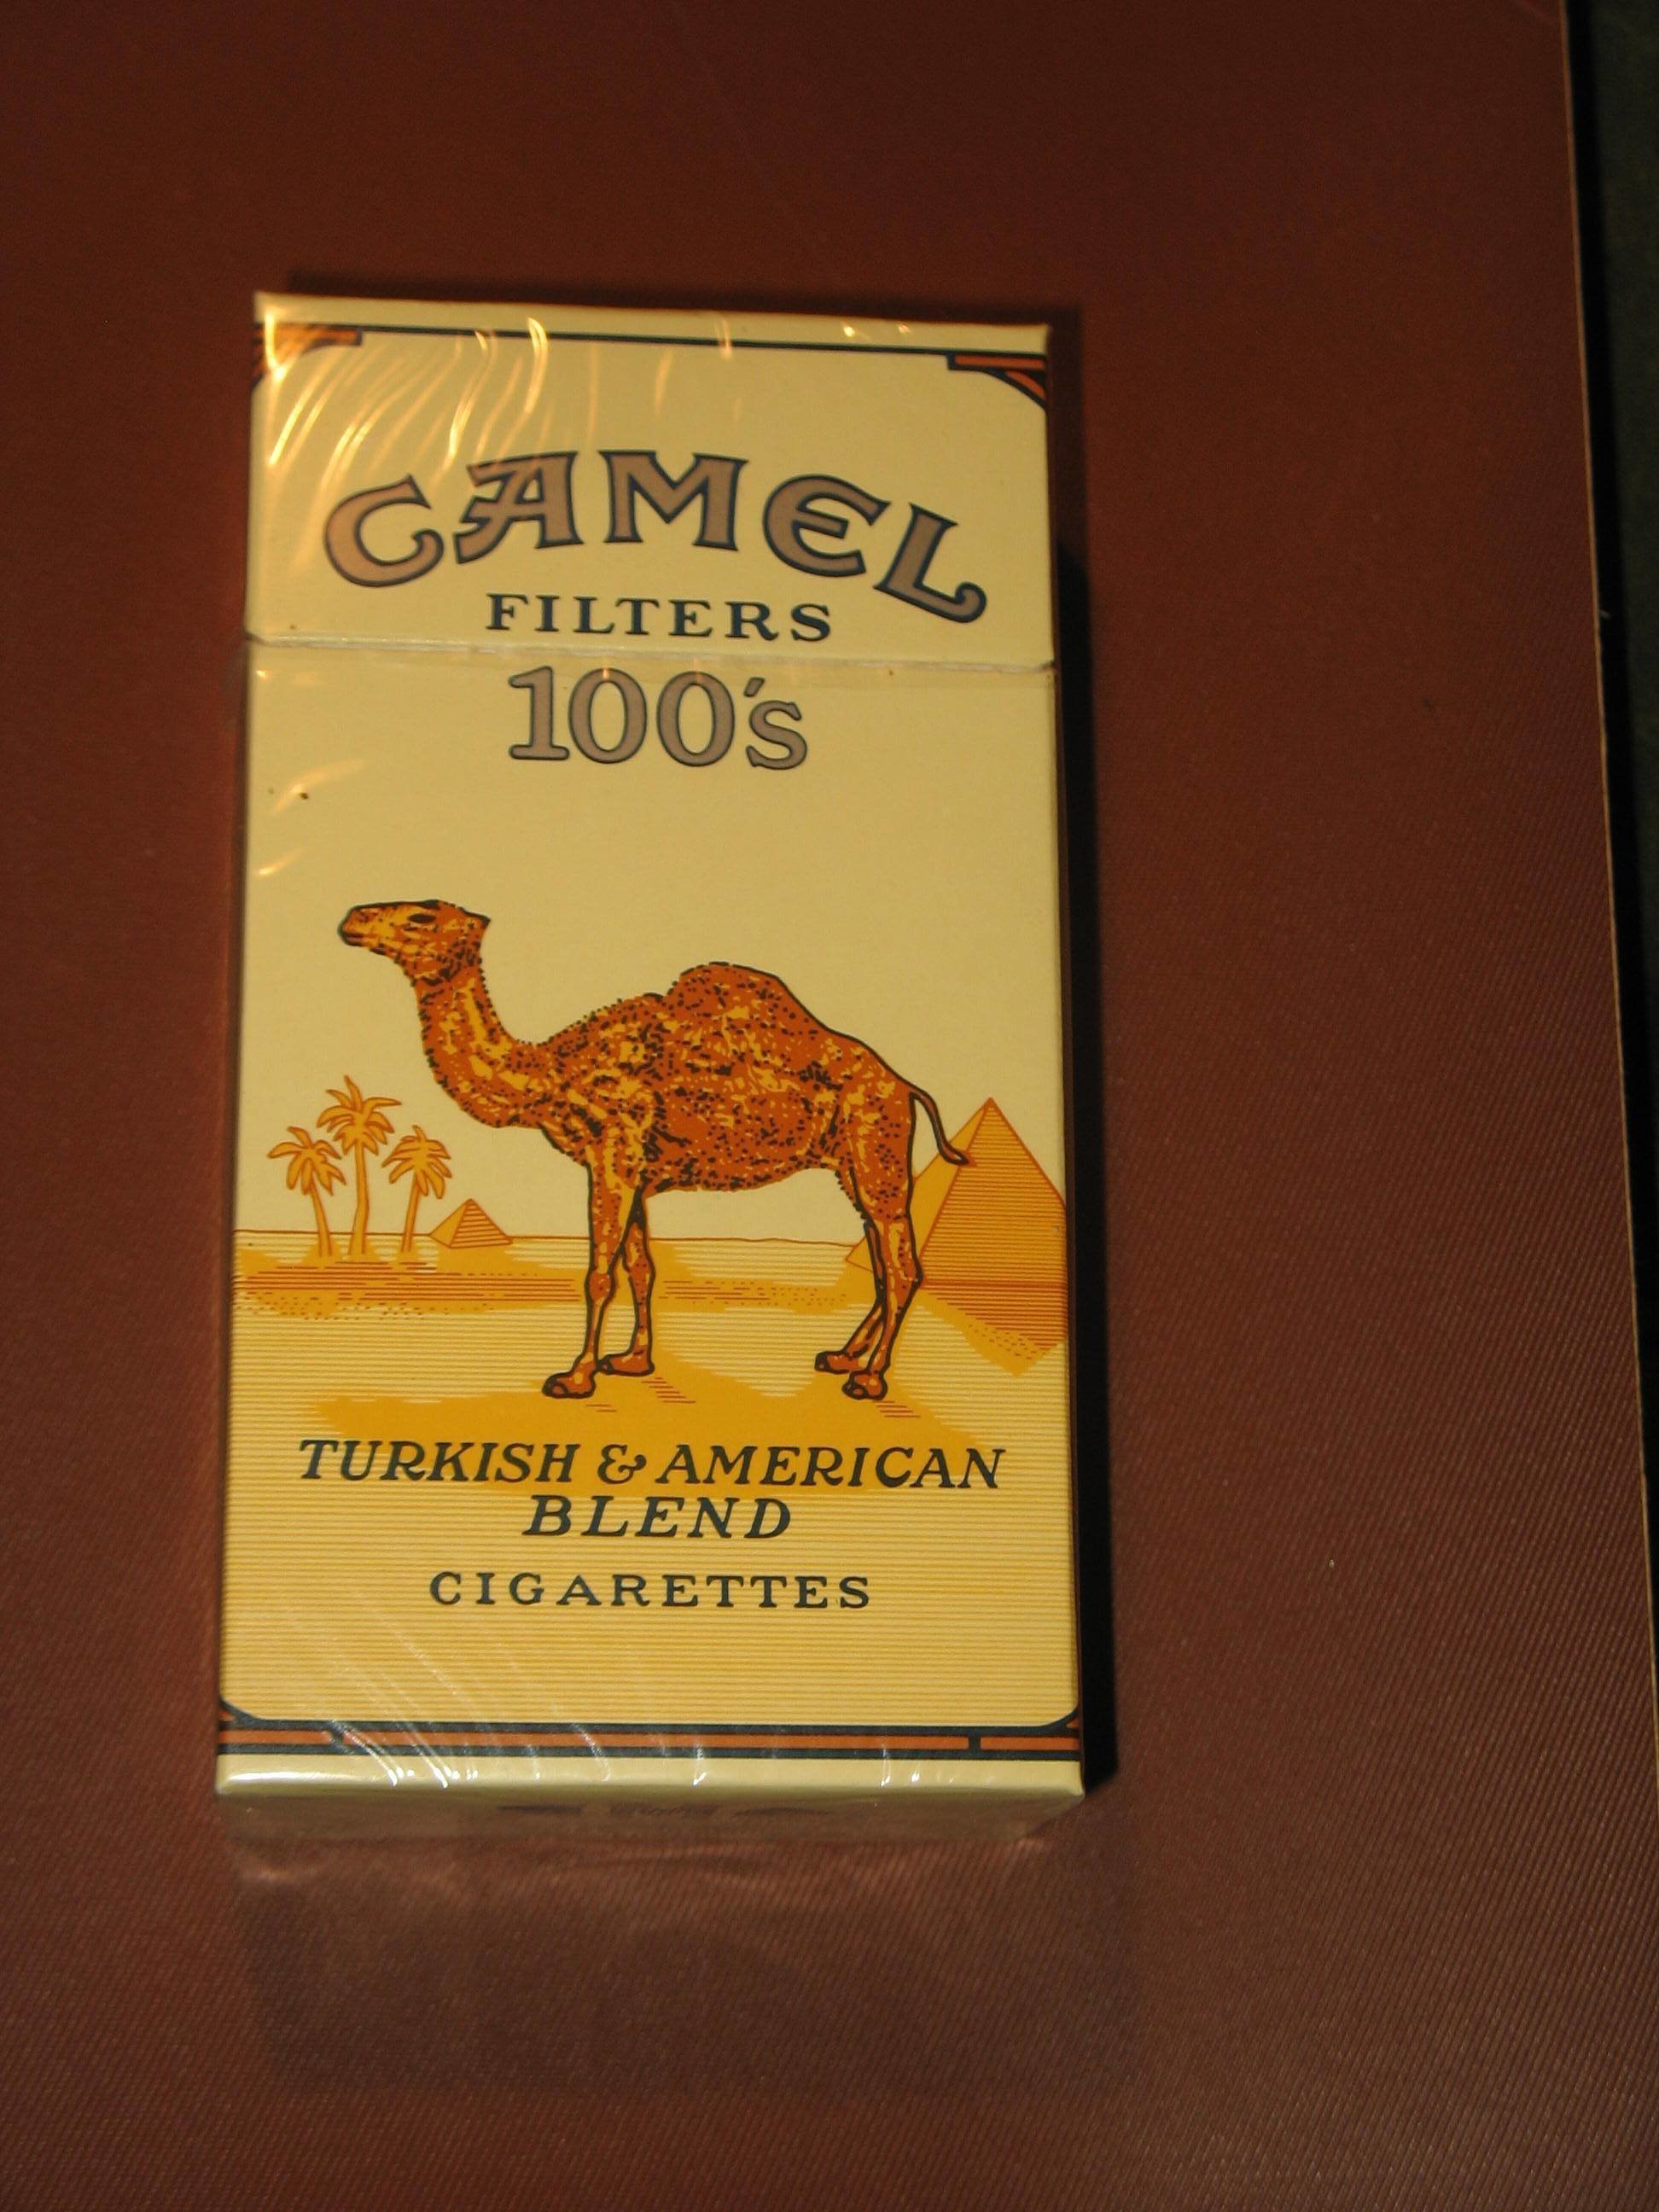 CAMEL
FILTERS
100's
TURKISH & AMERICAN
BLEND
CIGARETTES